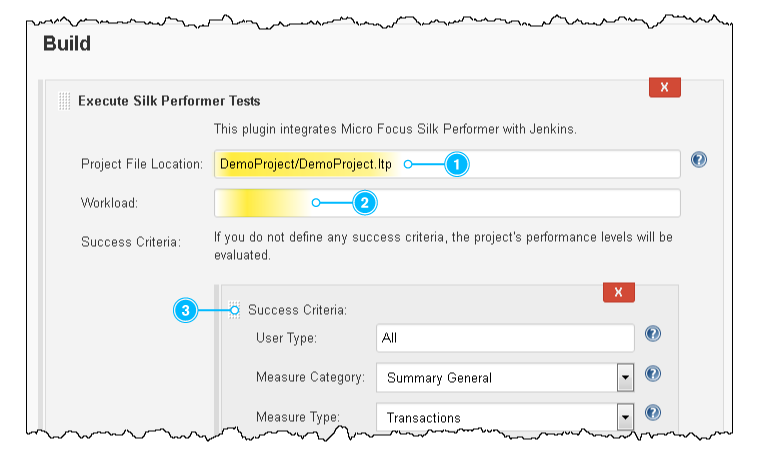 Build
X
Execute Silk Performer Tests
This plugin integrates Micro Focus Silk Performer with Jenkins.
Project File Location: DemoProject/DemoProject.ltp 1 ?
Workload: 2
Success Criteria: If you do not define any success criteria, the project's performance levels will be
evaluated.
X
3 Success Criteria:
User Type: All ?
Measure Category: Summary General ?
Measure Type: Transactions ?